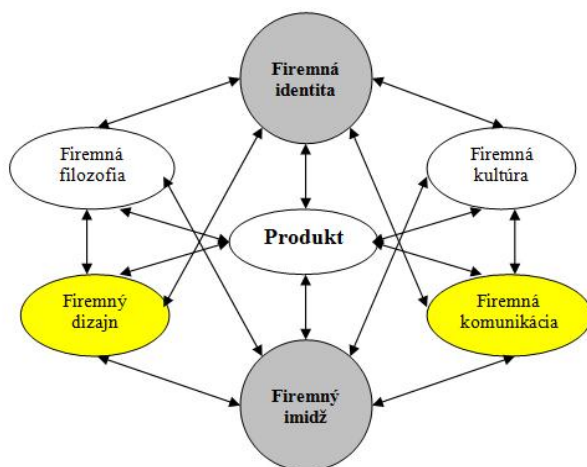 Firemná
identita
Firemná
filozofia
Firemná
kultúra
Produkt
Firemný
dizajn
Firemná
komunikácia
Firemný
imidž